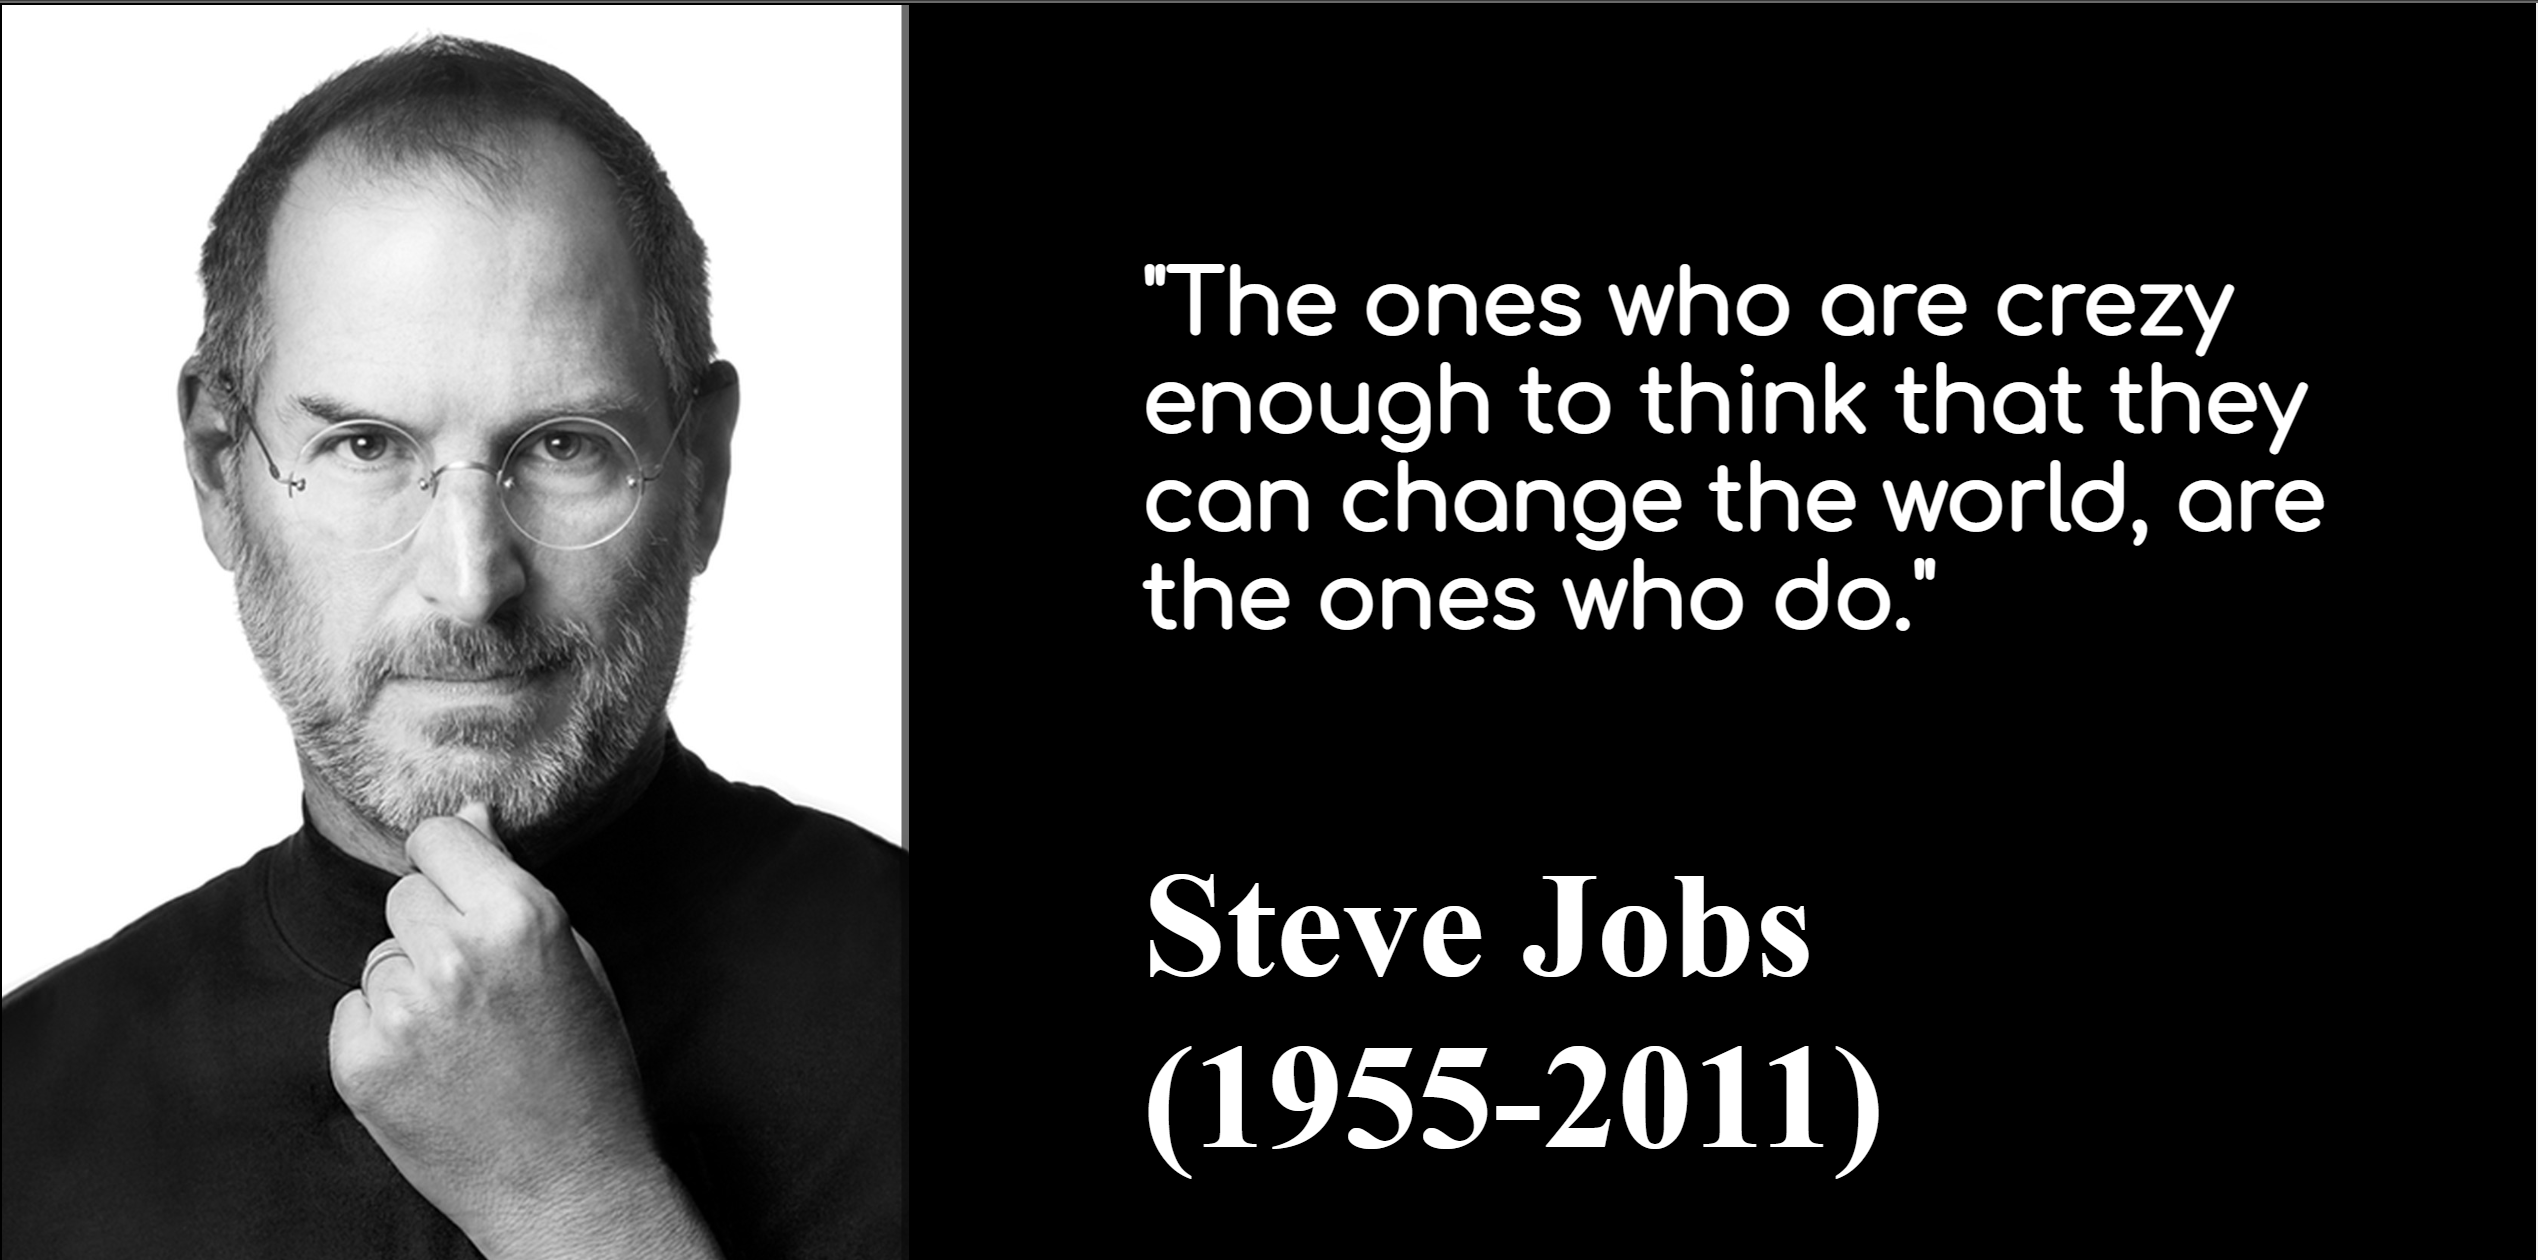 "The ones who are crezy
enough to think that they
can change the world, are
the ones who do."
Steve Jobs
(1955-2011)